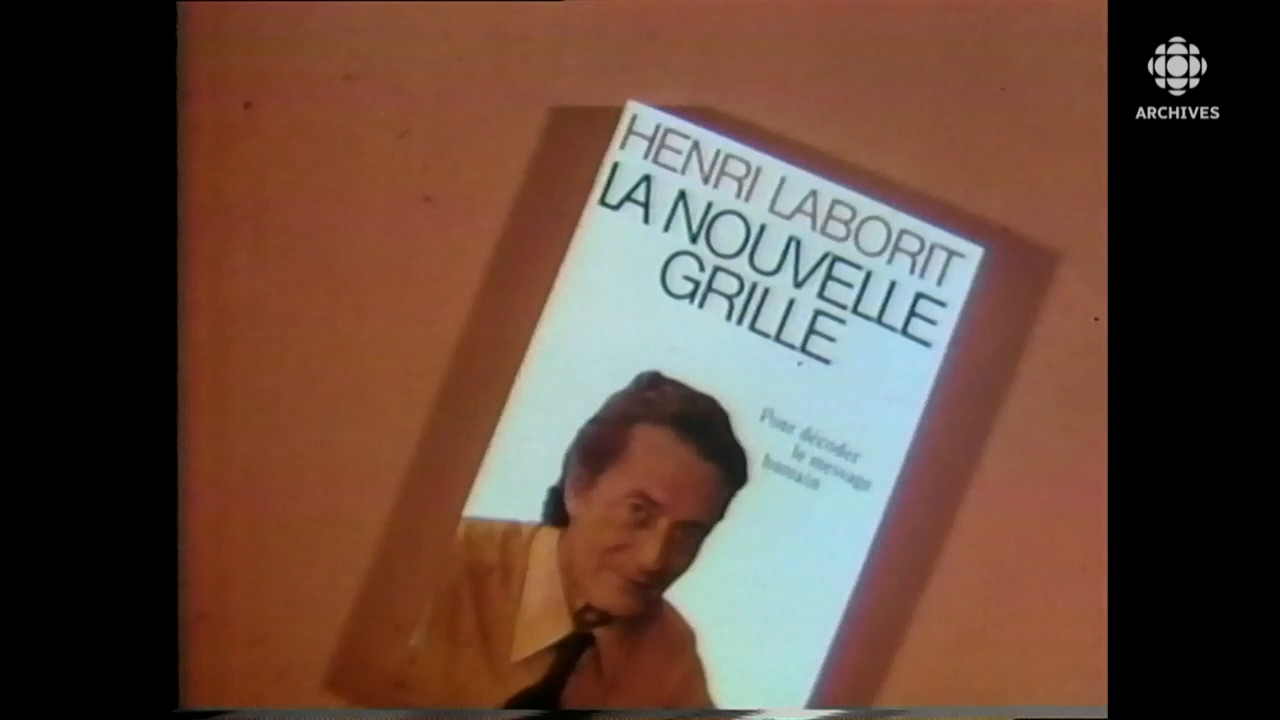 HENRI LABORIT
LA NOUVELLE
GRILLE
Pour décoder
le message
humain
ARCHIVES